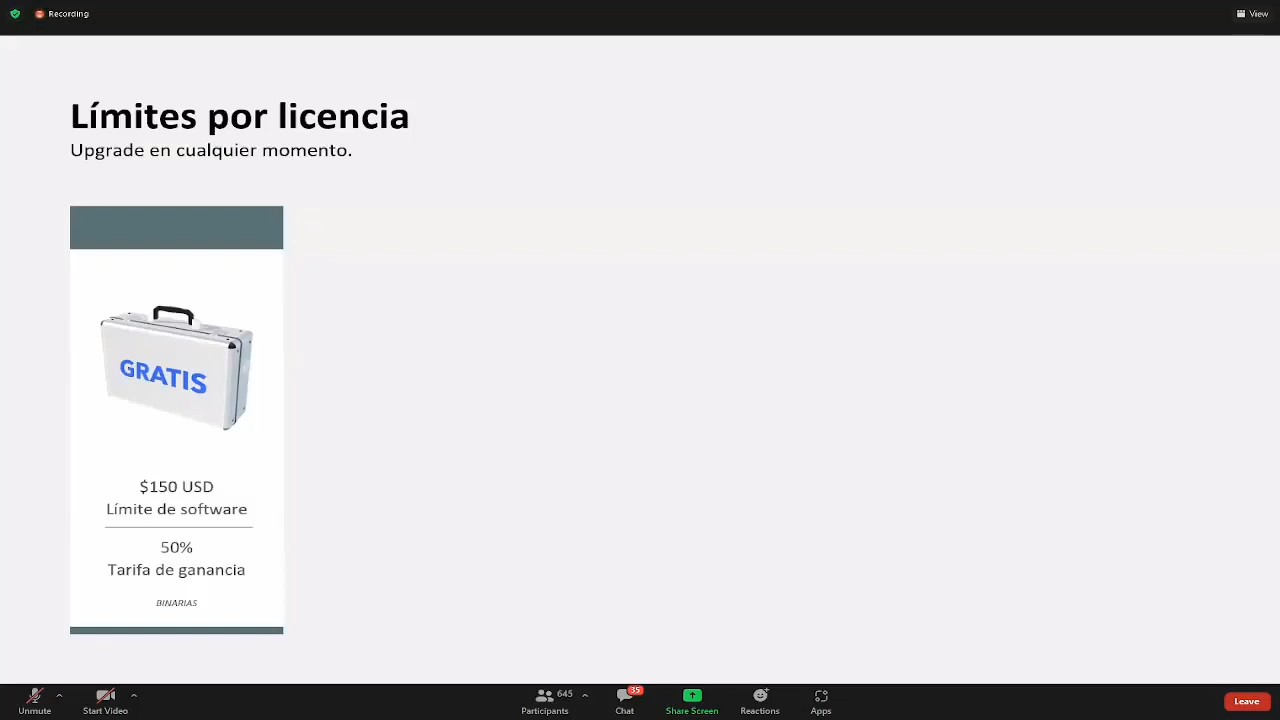 Recording
View
Límites por licencia
Upgrade en cualquier momento.
GRATIS
$150 USD
Límite de software
50%
Tarifa de ganancia
BINARIAS
Unmute
Start Video
645
Participants
35
Chat
Share Screen
Reactions
Apps
Leave